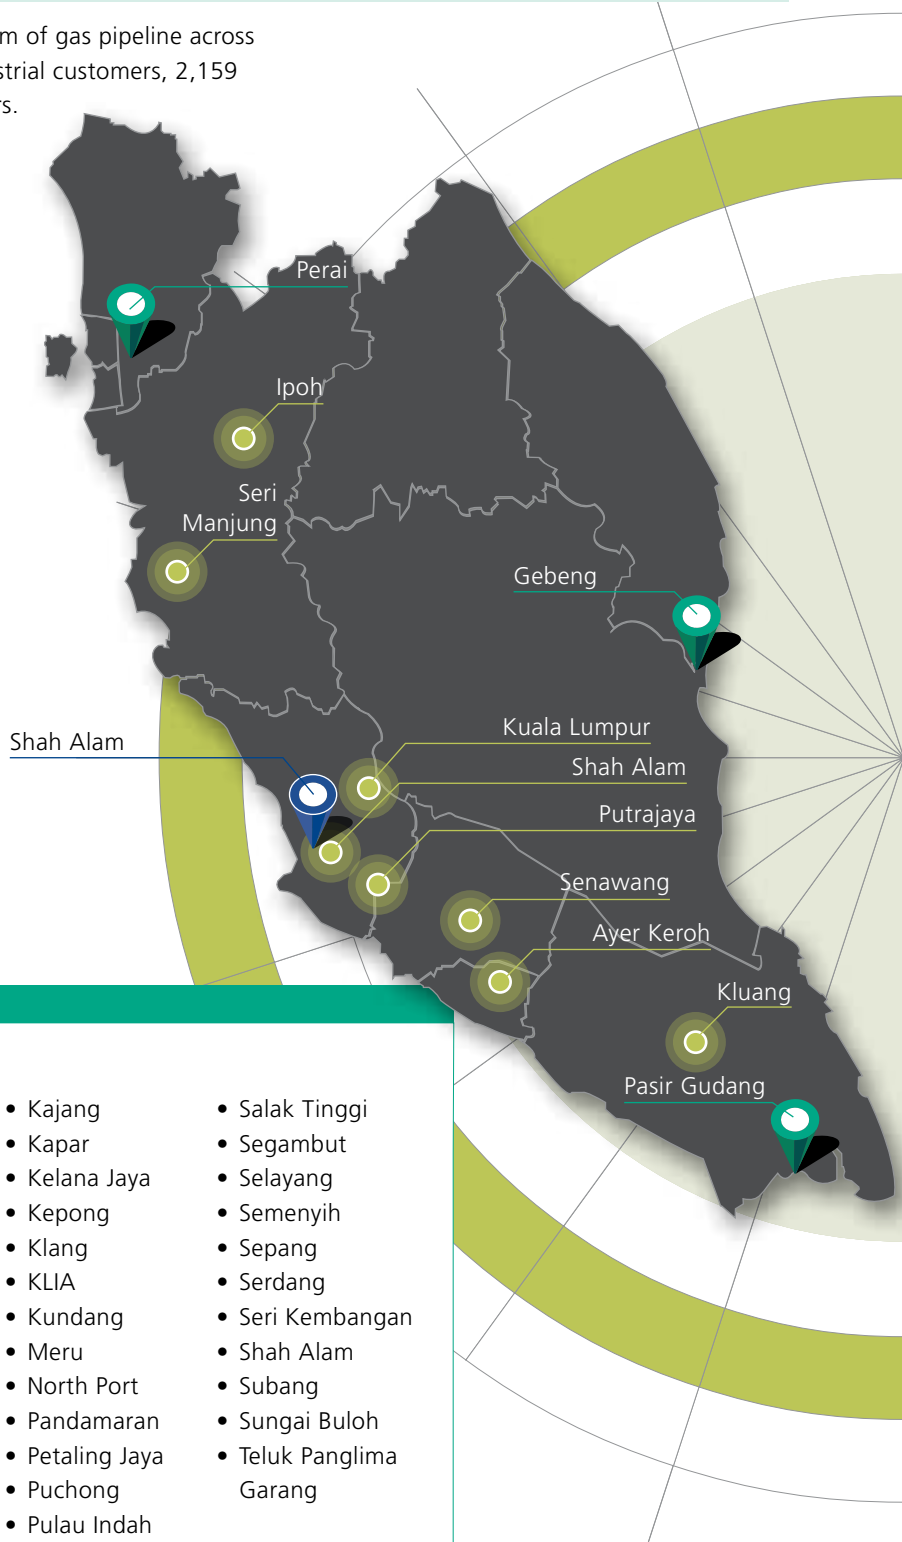 m of gas pipeline across
strial customers, 2,159
rs.
Perai
Ipoh
Seri
Manjung
Gebeng
Shah Alam
Kuala Lumpur
Shah Alam
Putrajaya
Senawang
Ayer Keroh
Kluang
Pasir Gudang
• Kajang
• Kapar
• Kelana Jaya
• Kepong
• Klang
• KLIA
• Kundang
• Meru
• North Port
• Pandamaran
• Petaling Jaya
• Puchong
• Pulau Indah
• Salak Tinggi
• Segambut
• Selayang
• Semenyih
• Sepang
• Serdang
• Seri Kembangan
• Shah Alam
• Subang
• Sungai Buloh
• Teluk Panglima
Garang